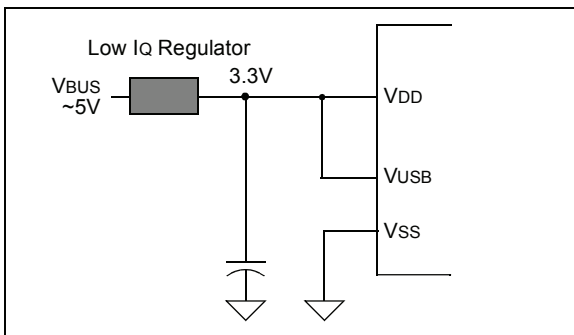 Low IQ Regulator
3.3V
VBUS
~5V
VDD
VUSB
VSS